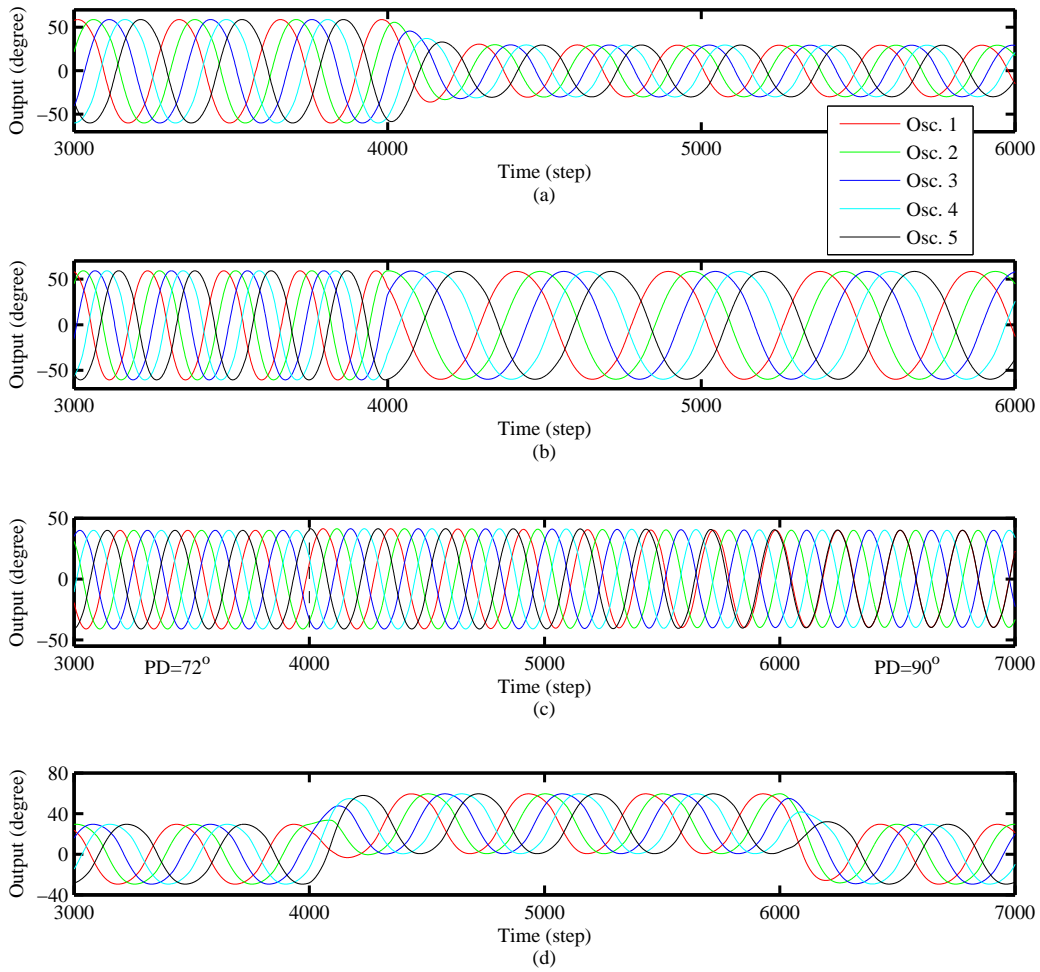 Output (degree)
50
0
−50
3000
4000
5000
6000
Time (step)
(a)
Osc. 1
Osc. 2
Osc. 3
Osc. 4
Osc. 5
Output (degree)
50
0
−50
3000
4000
5000
6000
Time (step)
(b)
Output (degree)
50
0
−50
3000
4000
5000
6000
7000
PD=72°
PD=90°
Time (step)
(c)
Output (degree)
80
40
0
−40
3000
4000
5000
6000
7000
Time (step)
(d)